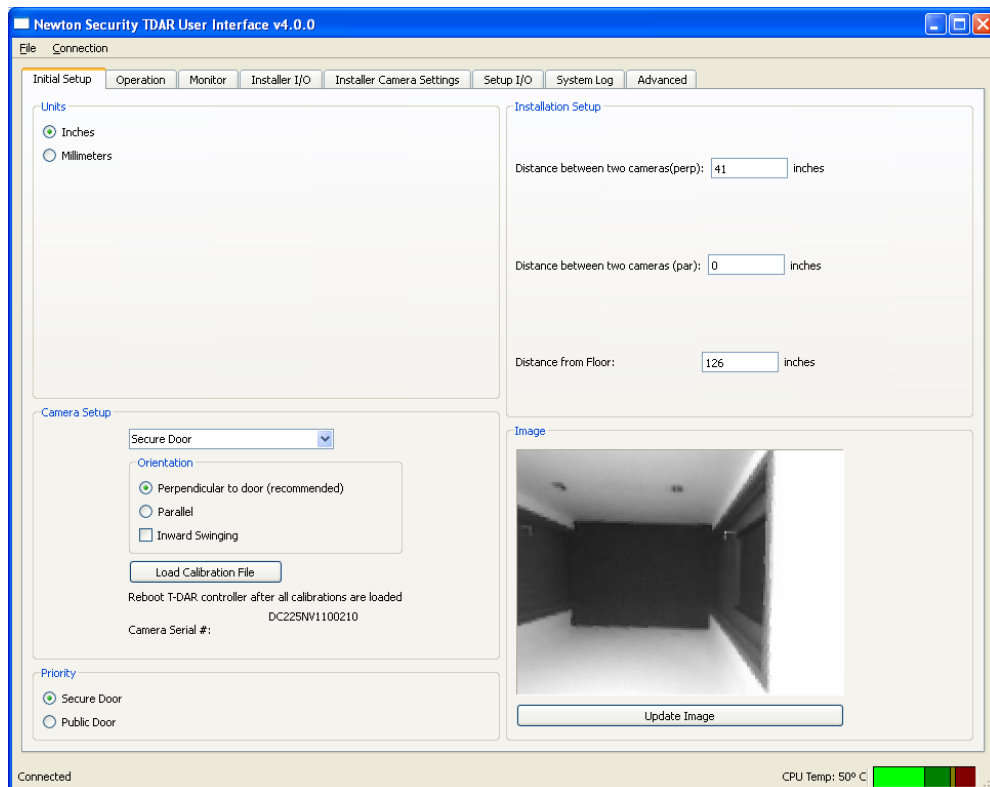 Newton Security TDAR User Interface v4.0.0
File Connection
Initial Setup Operation Monitor Installer I/O Installer Camera Settings Setup I/O System Log Advanced
Units
Inches
Millimeters
Installation Setup
Distance between two cameras(perp): 41 inches
Distance between two cameras (par): 0 inches
Distance from Floor: 126 inches
Camera Setup
Secure Door
Orientation
Perpendicular to door (recommended)
Parallel
Inward Swinging
Load Calibration File
Reboot T-DAR controller after all calibrations are loaded
DC225NV1100210
Camera Serial #:
Priority
Secure Door
Public Door
Image
Update Image
Connected CPU Temp: 50º C